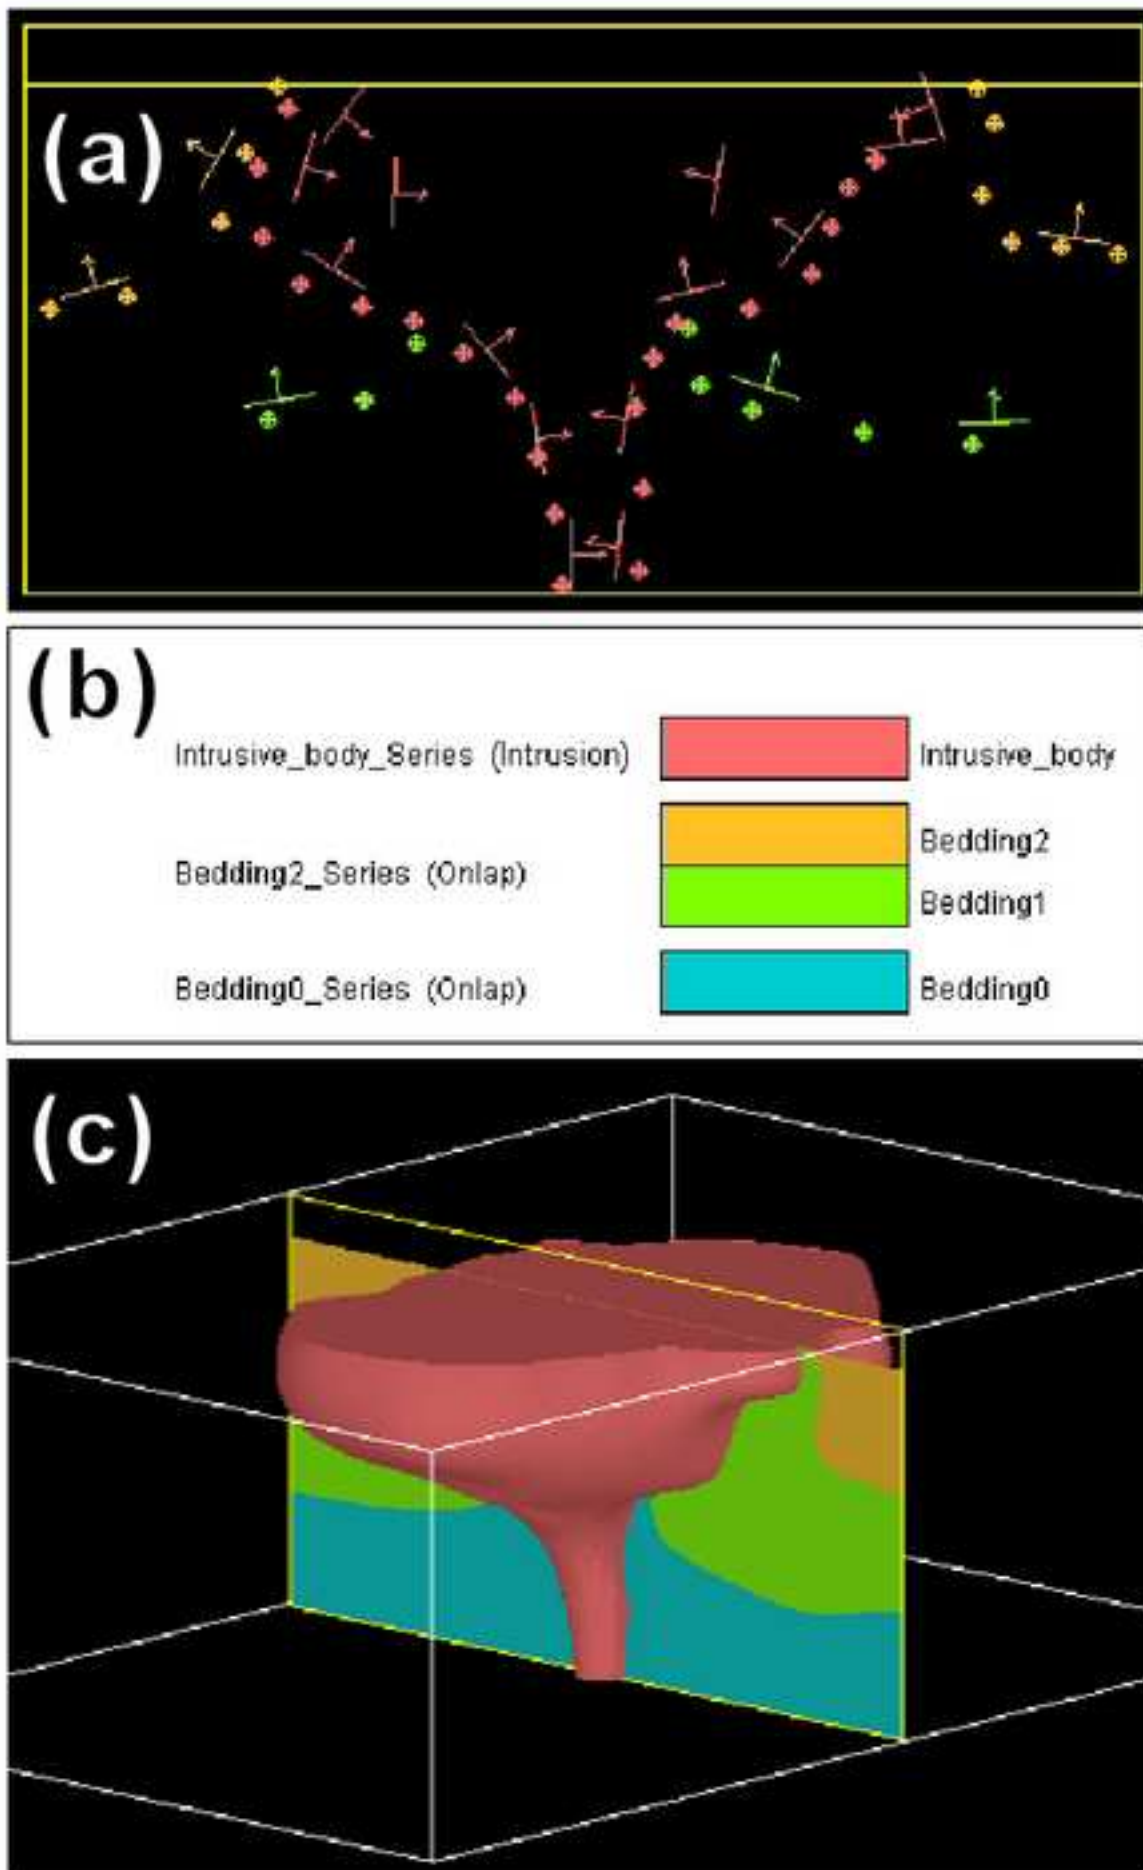 (a)
(b)
Intrusive_body_Series (Intrusion) Intrusive_body
Bedding2
Bedding2_Series (Onlap)
Bedding1
Bedding0_Series (Onlap) Bedding0
(c)